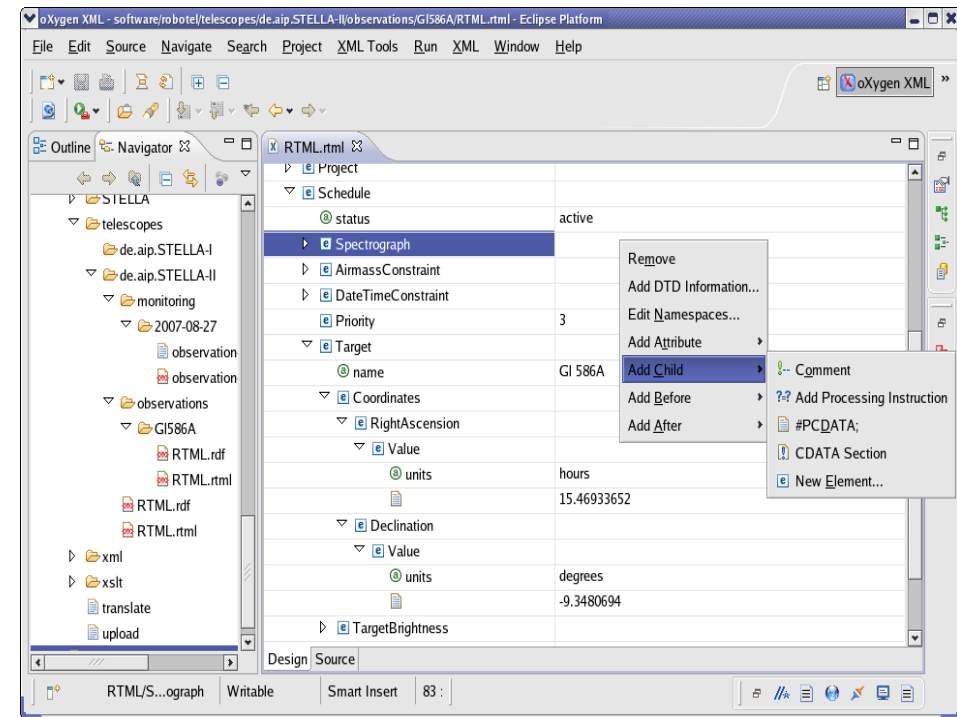 oXygen XML - software/robotel/telescopes/de.aip.STELLA-II/observations/Gl586A/RTML.rtml - Eclipse Platform
File Edit Source Navigate Search Project XML Tools Run XML Window Help
oXygen XML »
Outline Navigator RTML.rtml
STELLA
telescopes
de.aip.STELLA-I
de.aip.STELLA-II
monitoring
2007-08-27
observation
observation
observations
Gl586A
RTML.rdf
RTML.rtml
RTML.rdf
RTML.rtml
xml
xslt
translate
upload
Project
Schedule
status active
Spectrograph
AirmassConstraint
DateTimeConstraint
Priority 3
Target
name Gl 586A
Coordinates
RightAscension
Value
units hours
15.46933652
Declination
Value
units degrees
-9.3480694
TargetBrightness
Remove
Add DTD Information...
Edit Namespaces...
Add Attribute
Add Child
Add Before
Add After
Comment
Add Processing Instruction
#PCDATA;
CDATA Section
New Element...
Design Source
RTML/S...ograph Writable Smart Insert 83 :